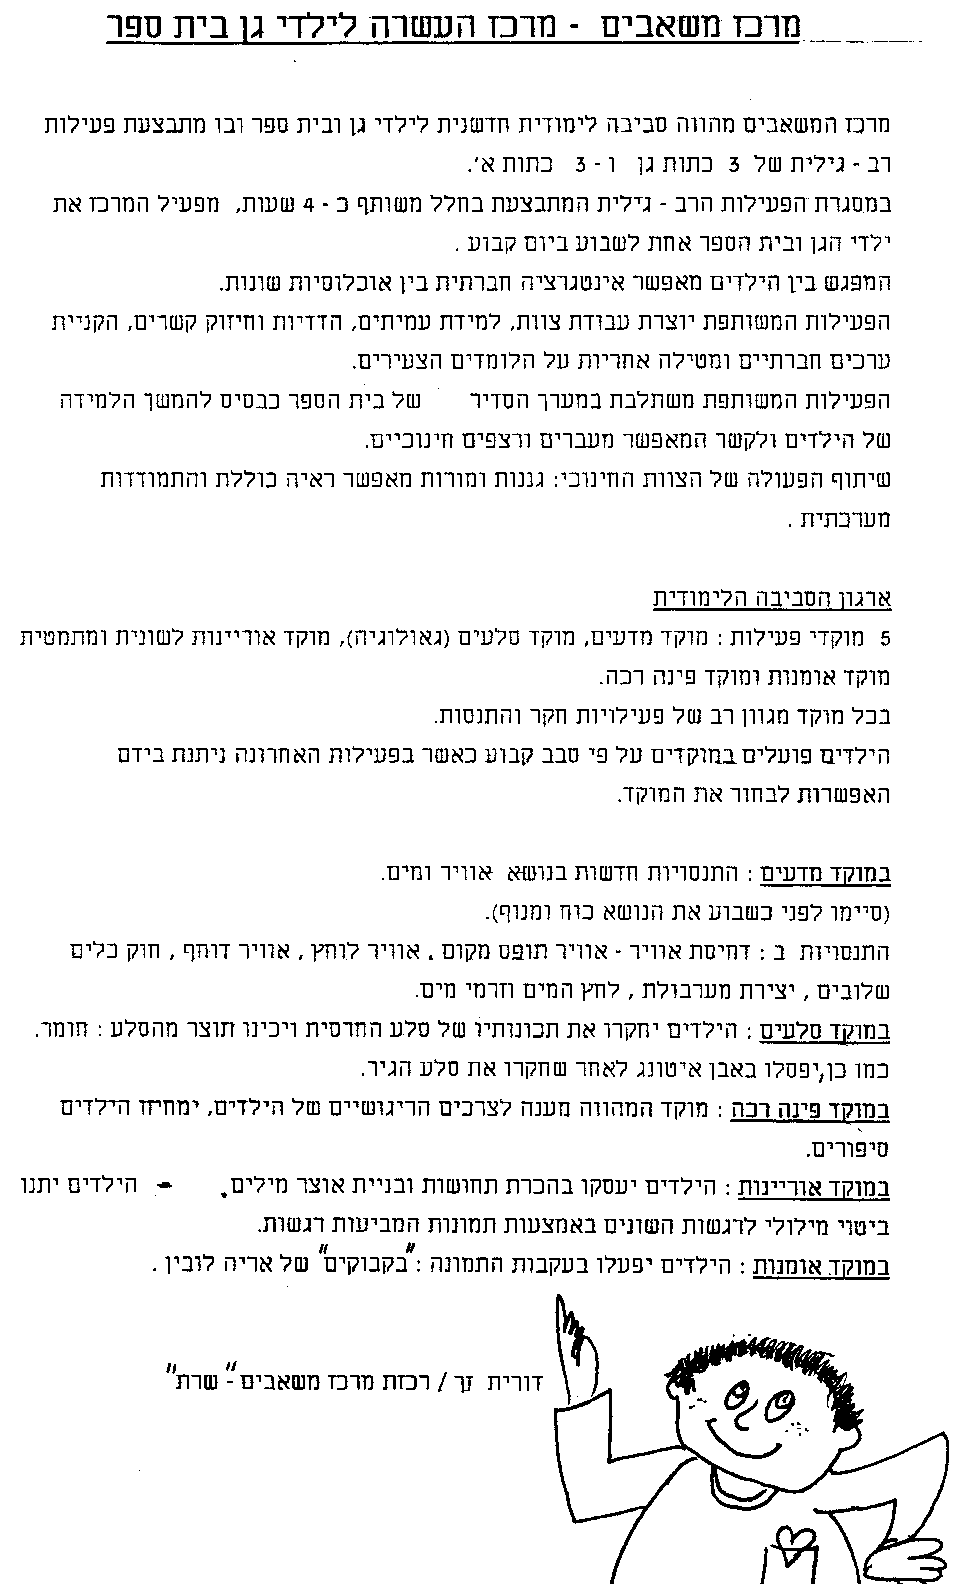 מרכז משאבים - מרכז העשרה לילדי גן בית ספר
מרכז המשאבים מהווה סביבה לימודית חדשנית לילדי גן ובית ספר ובו מתבצעת פעילות
רב - גילית של 3 כתות גן ו - 3 כתות א'.
במסגרת הפעילות הרב - גילית המתבצעת בחלל משותף כ - 4 שעות, מפעיל המרכז את
ילדי הגן ובית הספר אחת לשבוע ביום קבוע .
המפגש בין הילדים מאפשר אינטגרציה חברתית בין אוכלוסיות שונות.
הפעילות המשותפת יוצרת עבודת צוות, למידת עמיתים, הדדיות וחיזוק קשרים, הקניית
ערכים חברתיים ומטילה אחריות על הלומדים הצעירים.
הפעילות המשותפת משתלבת במערך הסדיר של בית הספר כבסיס להמשך הלמידה
של הילדים ולקשר המאפשר מעברים ורצפים חינוכיים.
שיתוף הפעולה של הצוות החינוכי: גננות ומורות מאפשר ראיה כוללת והתמודדות
מערכתית .
ארגון הסביבה הלימודית
5 מוקדי פעילות : מוקד מדעים, מוקד סלעים (גאולוגיה), מוקד אוריינות לשונית ומתמטית
מוקד אומנות ומוקד פינה רכה.
בכל מוקד מגוון רב של פעילויות חקר והתנסות.
הילדים פועלים במוקדים על פי סבב קבוע כאשר בפעילות האחרונה ניתנת בידם
האפשרות לבחור את המוקד.
במוקד מדעים : התנסויות חדשות בנושא אוויר ומים.
(סיימו לפני כשבוע את הנושא כוח ומנוף).
התנסויות ב : דחיסת אוויר - אוויר תופס מקום , אוויר לוחץ , אוויר דוחף , חוק כלים
שלובים , יצירת מערבולת , לחץ המים וזרמי מים.
במוקד סלעים : הילדים יחקרו את תכונותיו של סלע החרסית ויכינו תוצר מהסלע : חומר.
כמו כן, יפסלו באבן איטונג לאחר שחקרו את סלע הגיר.
במוקד פינה רכה : מוקד המהווה מענה לצרכים הריגושיים של הילדים, ימחיזו הילדים
סיפורים.
במוקד אוריינות : הילדים יעסקו בהכרת תחושות ובניית אוצר מילים. - הילדים יתנו
ביטוי מילולי לרגשות השונים באמצעות תמונות המביעות רגשות.
במוקד אומנות : הילדים יפעלו בעקבות התמונה : "בקבוקים" של אריה לובין .
דורית זך / רכזת מרכז משאבים - "שרת"